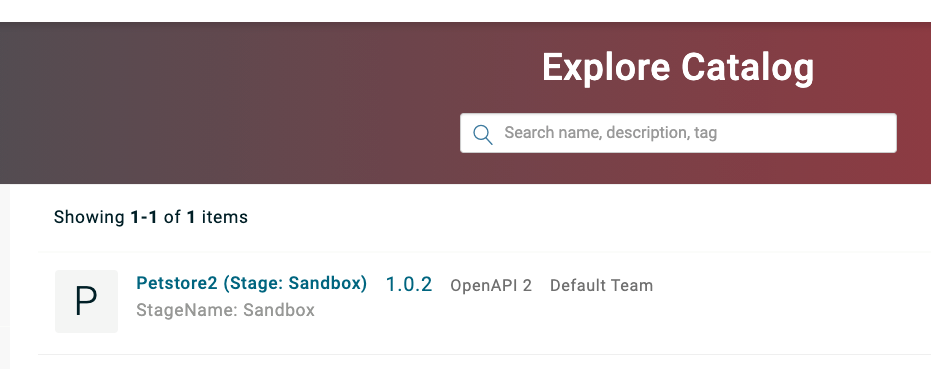 Explore Catalog
Search name, description, tag
Showing 1-1 of 1 items
P
Petstore2 (Stage: Sandbox) 1.0.2 OpenAPI 2 Default Team
StageName: Sandbox